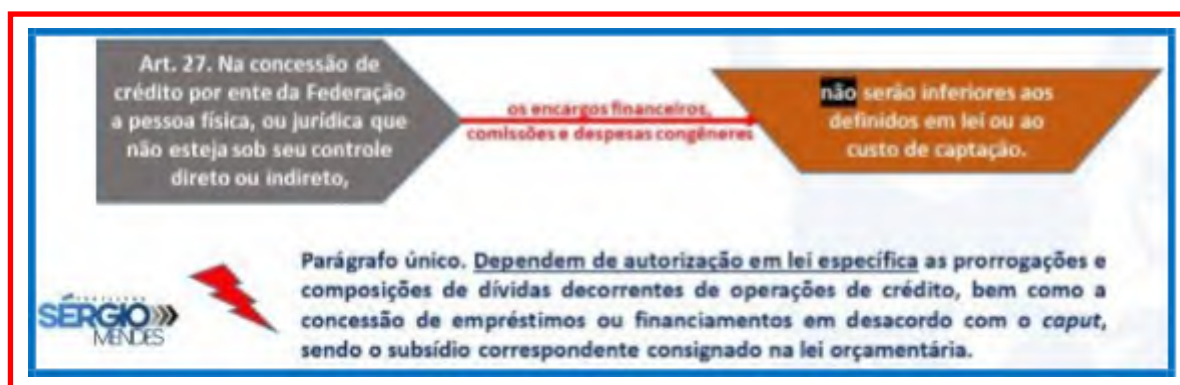 Art. 27. Na concessão de
crédito por ente da Federação
a pessoa física, ou jurídica que
não esteja sob seu controle
direto ou indireto,
os encargos financeiros,
comissões e despesas congêneres
não serão inferiores aos
definidos em lei ou ao
custo de captação.
Parágrafo único. Dependem de autorização em lei específica as prorrogações e
composições de dívidas decorrentes de operações de crédito, bem como a
concessão de empréstimos ou financiamentos em desacordo com o caput,
sendo o subsídio correspondente consignado na lei orçamentária.
SÉRGIO
MENDES